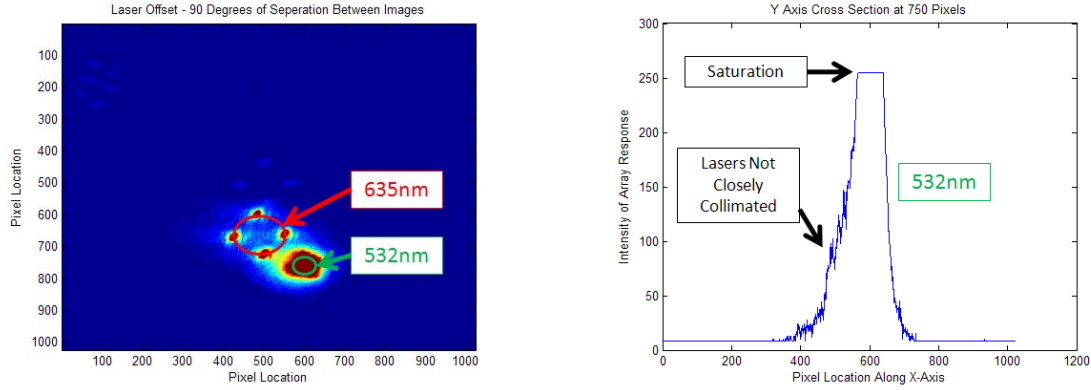 Laser Offset - 90 Degrees of Seperation Between Images
100
200
300
400
500
600
700
800
900
1000
Pixel Location
635nm
532nm
100 200 300 400 500 600 700 800 900 1000
Pixel Location
Y Axis Cross Section at 750 Pixels
300
250
200
150
100
50
0
Intensity of Array Response
Saturation
Lasers Not
Closely
Collimated
532nm
0 200 400 600 800 1000 1200
Pixel Location Along X-Axis